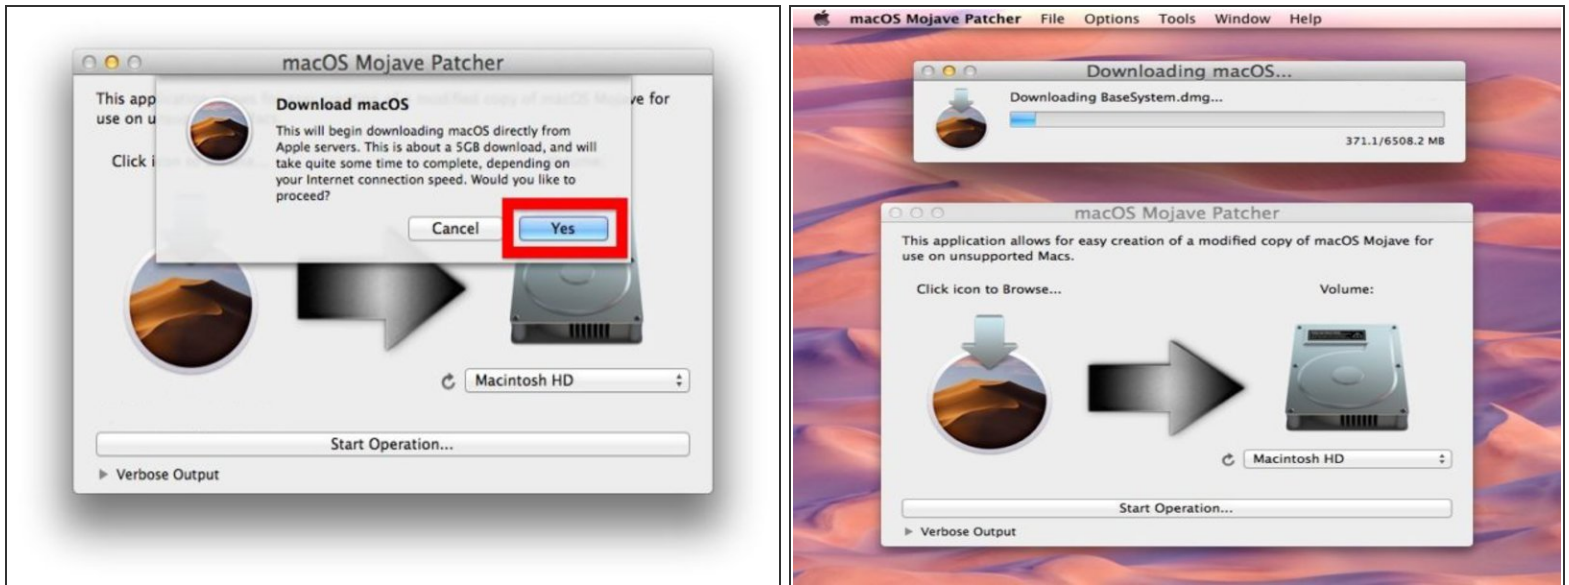 macOS Mojave Patcher
This app
ve for
use on u
Download macOS
This will begin downloading macOS directly from
Apple servers. This is about a 5GB download, and will
take quite some time to complete, depending on
your Internet connection speed. Would you like to
proceed?
Click i
Cancel
Yes
Macintosh HD
Start Operation...
Verbose Output
macOS Mojave Patcher File Options Tools Window Help
Downloading macOS...
Downloading BaseSystem.dmg...
371.1/6508.2 MB
macOS Mojave Patcher
This application allows for easy creation of a modified copy of macOS Mojave for
use on unsupported Macs.
Click icon to Browse...
Volume:
Macintosh HD
Start Operation...
Verbose Output